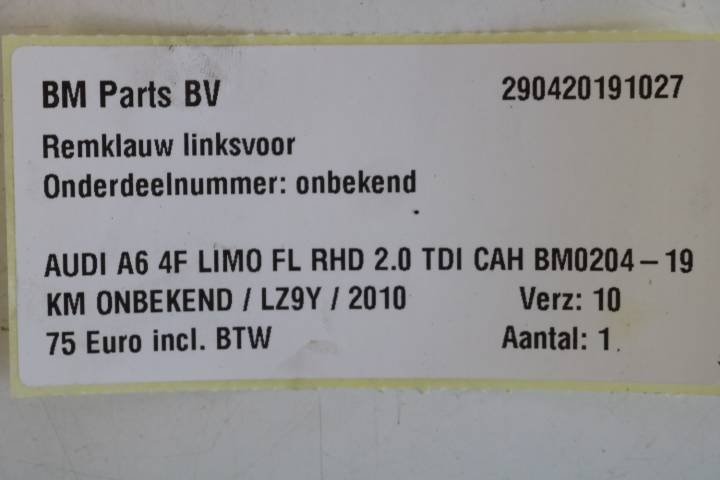 BM Parts BV 290420191027
Remklauw linksvoor
Onderdeelnummer: onbekend
AUDI A6 4F LIMO FL RHD 2.0 TDI CAH BM0204-19
KM ONBEKEND / LZ9Y / 2010 Verz: 10
75 Euro incl. BTW Aantal: 1